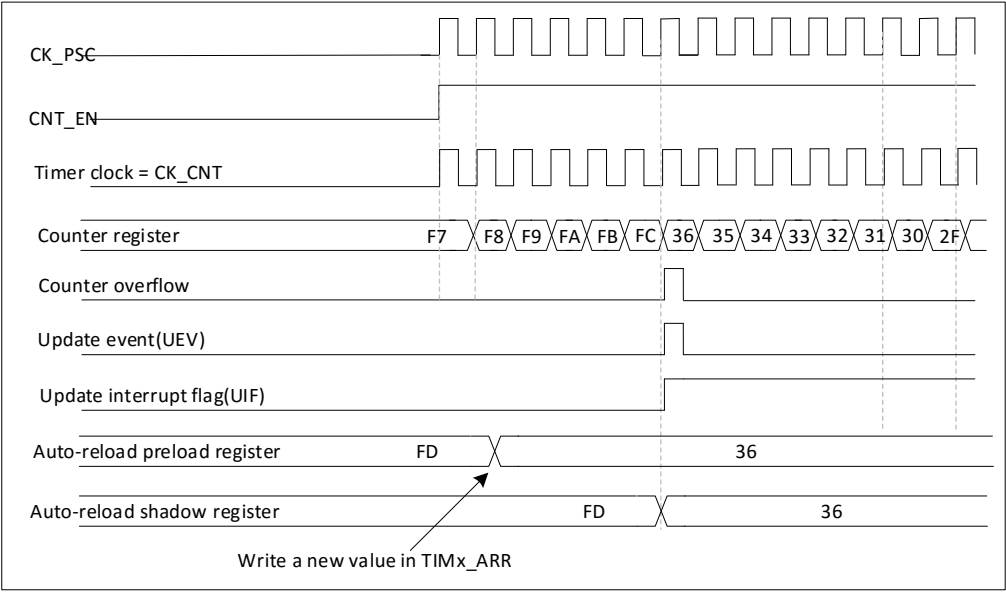 CK_PSC
CNT_EN
Timer clock = CK_CNT
Counter register F7 F8 F9 FA FB FC 36 35 34 33 32 31 30 2F
Counter overflow
Update event(UEV)
Update interrupt flag(UIF)
Auto-reload preload register FD 36
Auto-reload shadow register FD 36
Write a new value in TIMx_ARR